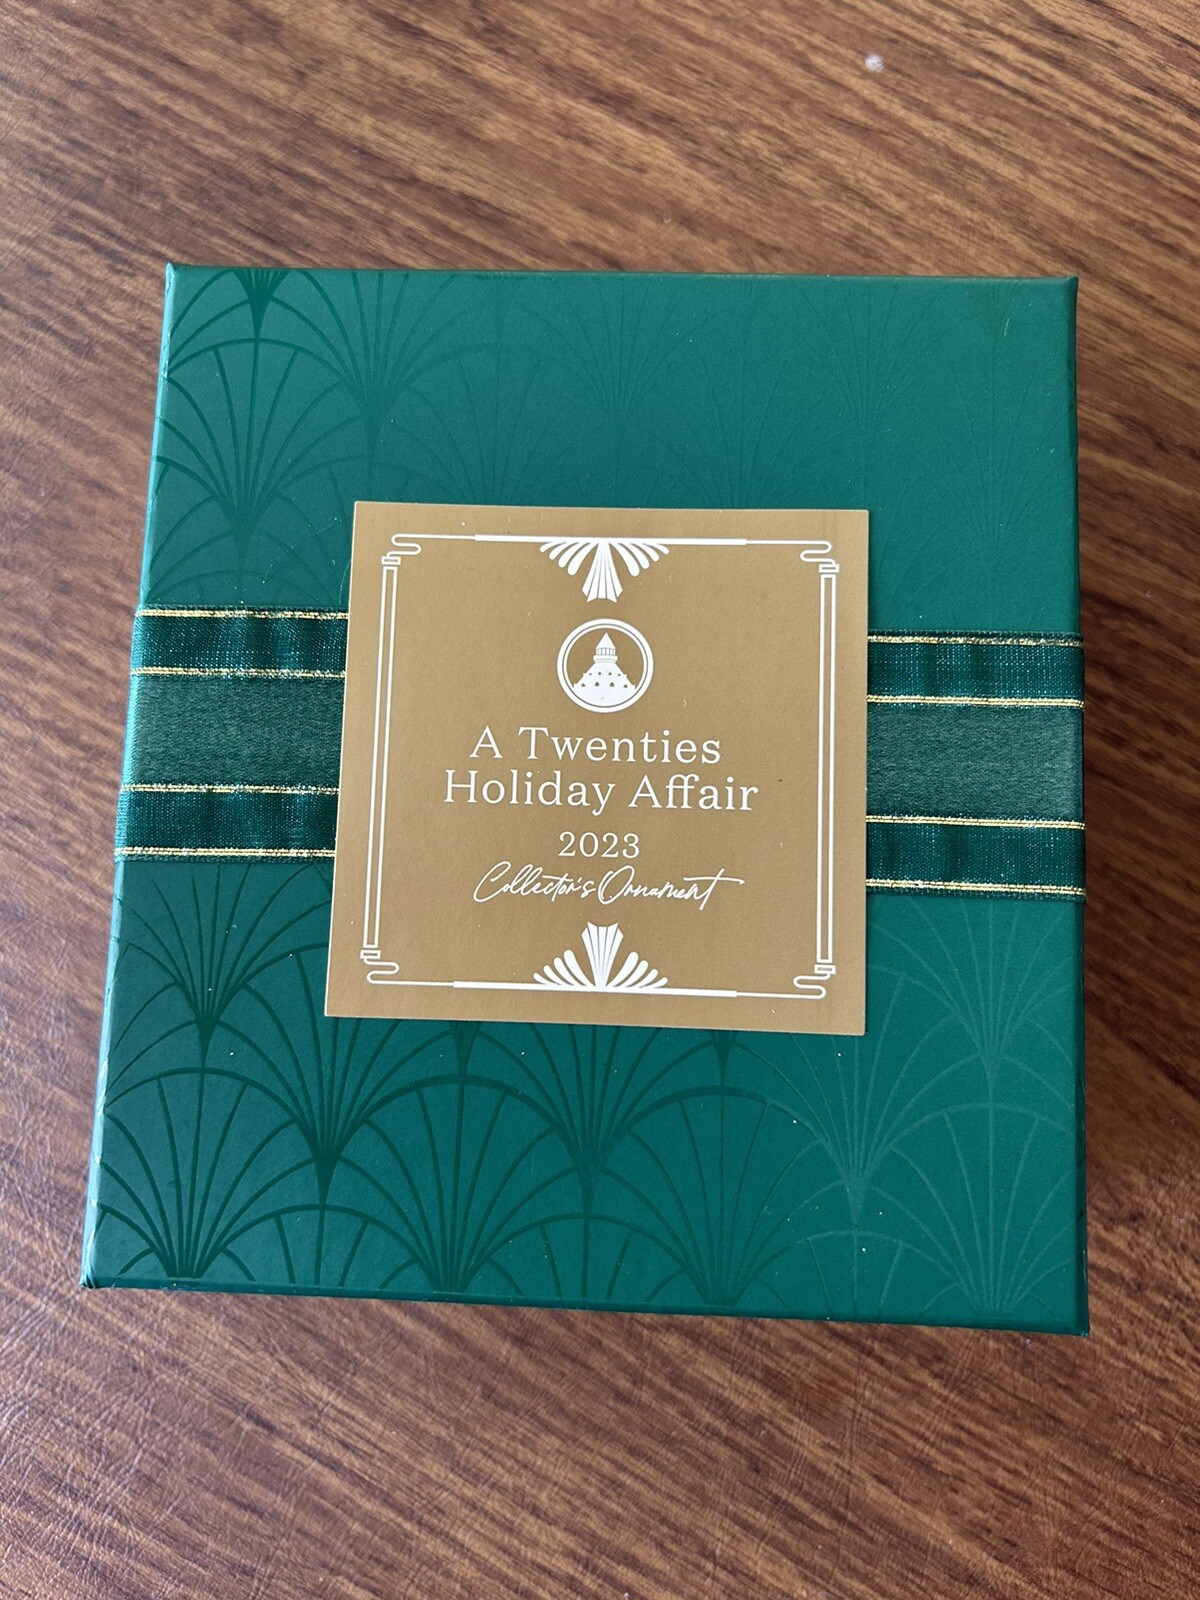 A Twenties
Holiday Affair
2023
Collector's Ornament